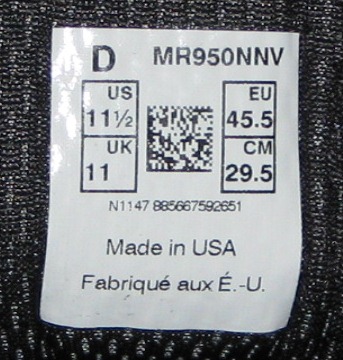 D MR950NNV
US EU
11½ 45.5
UK CM
11 29.5
N1147 885667592651
Made in USA
Fabriqué aux É.-U.